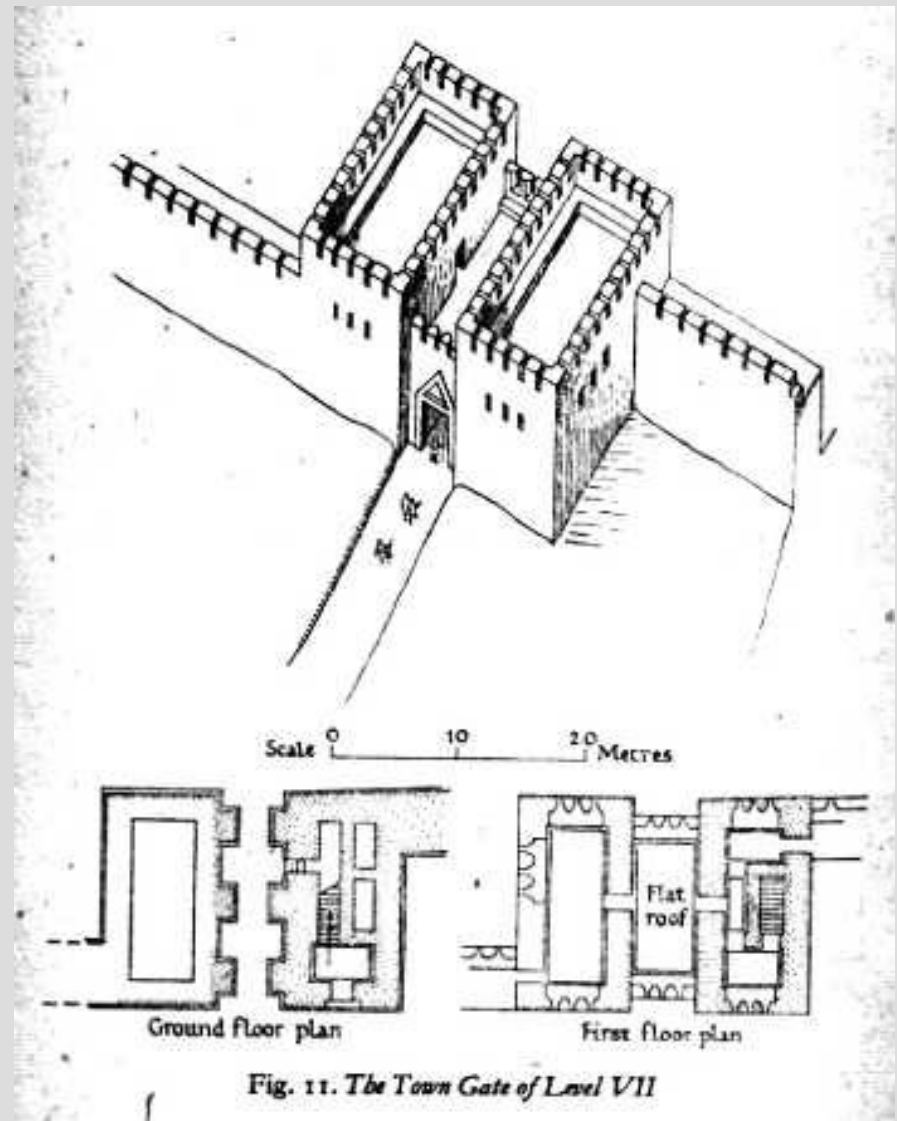 0 10 20
Scale Metres
Flat
roof
Ground floor plan First floor plan
Fig. 11. The Town Gate of Level VII